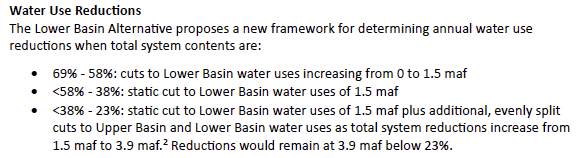 Water Use Reductions
The Lower Basin Alternative proposes a new framework for determining annual water use
reductions when total system contents are:
• 69% - 58%: cuts to Lower Basin water uses increasing from 0 to 1.5 maf
• <58% - 38%: static cut to Lower Basin water uses of 1.5 maf
• <38% - 23%: static cut to Lower Basin water uses of 1.5 maf plus additional, evenly split
cuts to Upper Basin and Lower Basin water uses as total system reductions increase from
1.5 maf to 3.9 maf.² Reductions would remain at 3.9 maf below 23%.